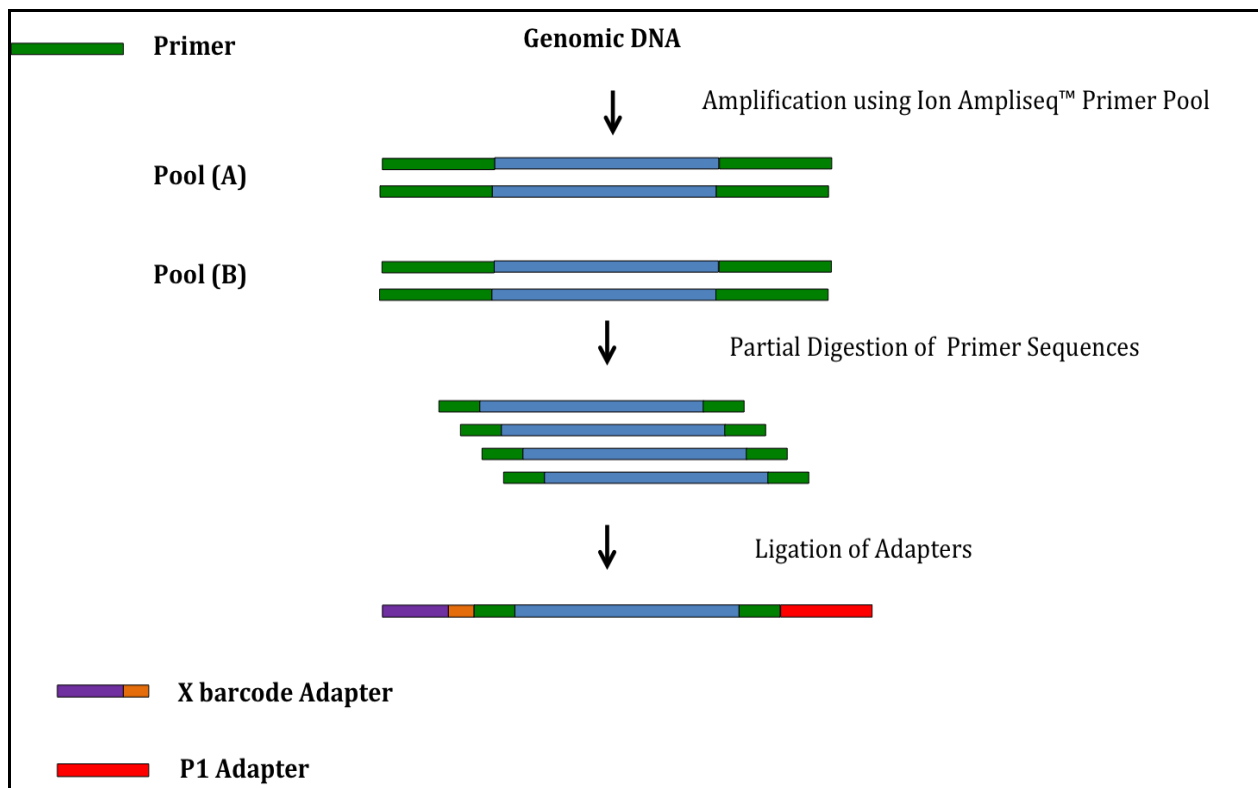 Primer
Genomic DNA
Amplification using Ion Ampliseq™ Primer Pool
Pool (A)
Pool (B)
Partial Digestion of Primer Sequences
Ligation of Adapters
X barcode Adapter
P1 Adapter